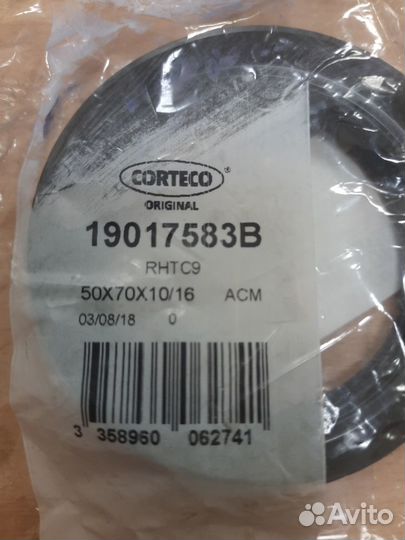 CORTECO®
ORIGINAL
19017583B
RHTC9
50X70X10/16 ACM
03/08/18 0
3 358960 062741
Avito